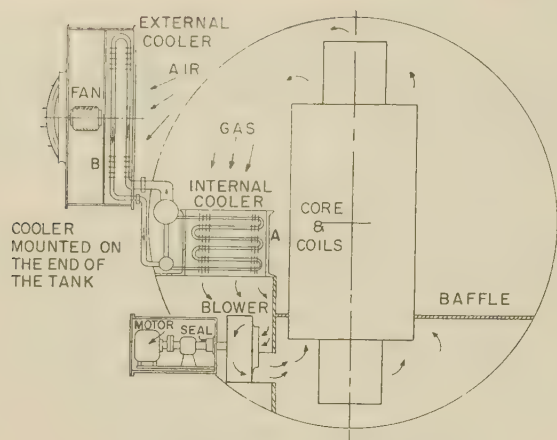 EXTERNAL
COOLER
AIR
FAN
B
GAS
INTERNAL
COOLER
A
CORE
&
COILS
COOLER
MOUNTED ON
THE END OF
THE TANK
BAFFLE
BLOWER
MOTOR
SEAL